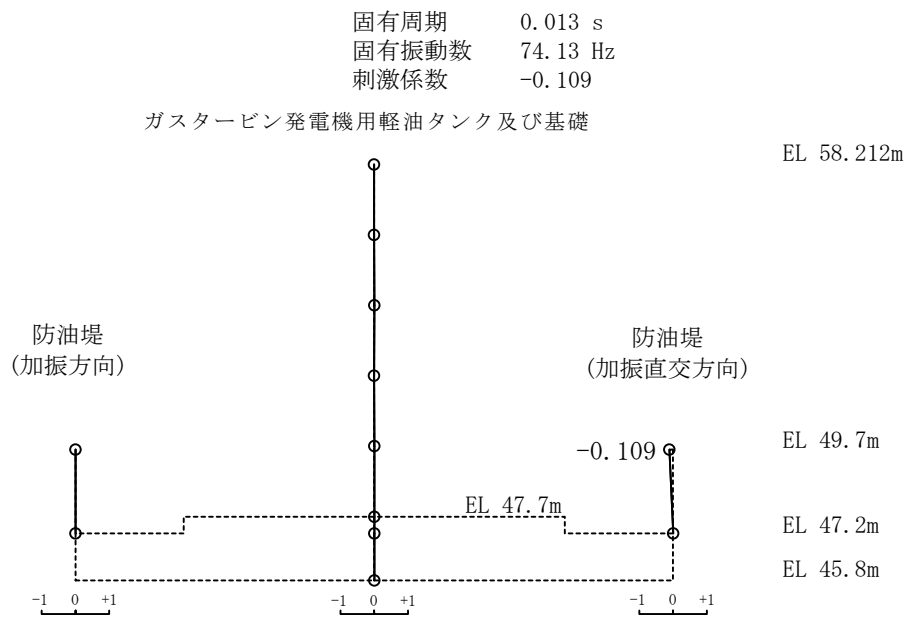 固有周期 0.013 s
固有振動数 74.13 Hz
刺激係数 -0.109
ガスタービン発電機用軽油タンク及び基礎
EL 58.212m
防油堤
(加振方向)
防油堤
(加振直交方向)
-0.109
EL 49.7m
EL 47.7m
EL 47.2m
EL 45.8m
-1 0 +1
-1 0 +1
-1 0 +1